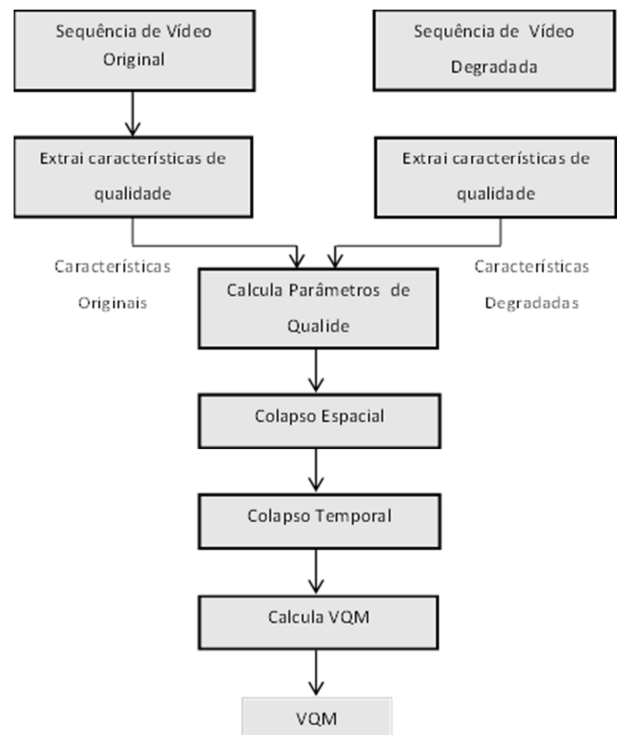 Sequência de Vídeo
Original
Sequência de Vídeo
Degradada
Extrai características de
qualidade
Extrai características de
qualidade
Características
Originais
Características
Degradadas
Calcula Parâmetros de
Qualide
Colapso Espacial
Colapso Temporal
Calcula VQM
VQM